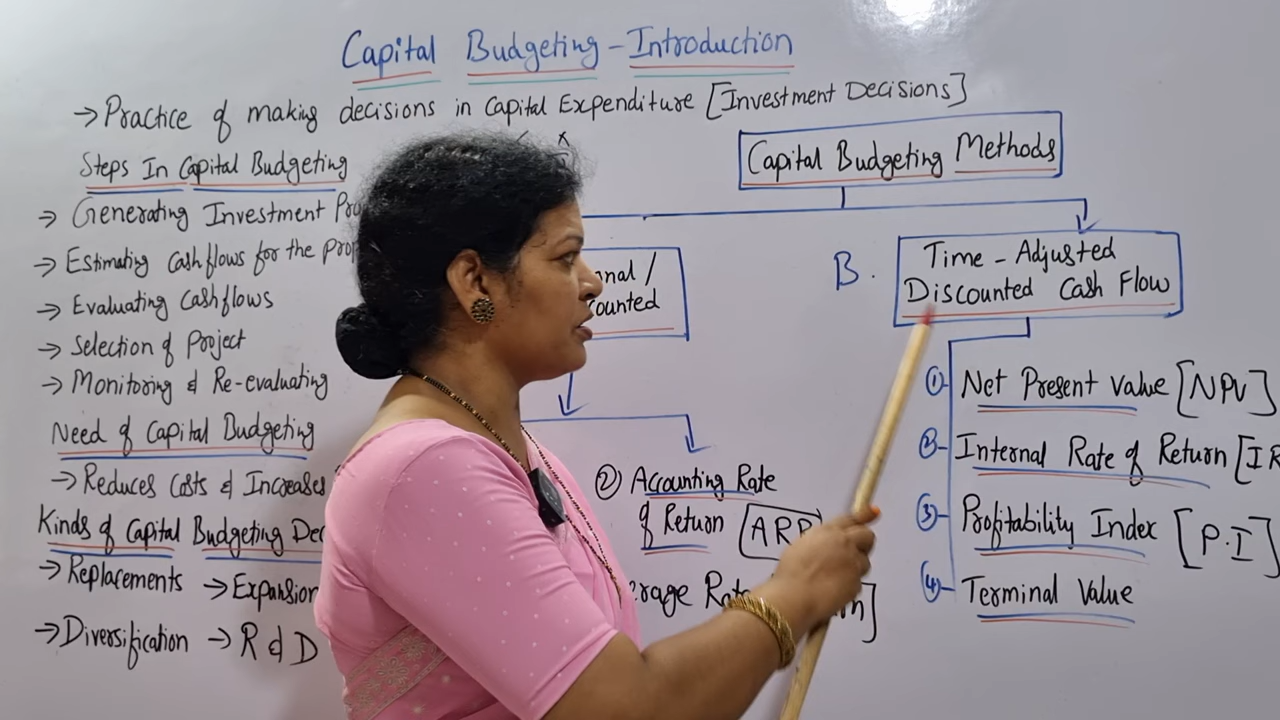 Capital Budgeting - Introduction
→ Practice of making decisions in Capital Expenditure [Investment Decisions]
Steps In Capital Budgeting
→ Generating Investment
→ Estimating Cashflows for the
→ Evaluating Cashflows
→ Selection of Project
→ Monitoring & Re-evaluating
Need of Capital Budgeting
→ Reduces Costs & Increases
Kinds of Capital Budgeting
→ Replacements → Expansion
→ Diversification → R & D
Capital Budgeting Methods
② Accounting Rate
of Return [ARR]
B.
Time - Adjusted
Discounted Cash Flow
① Net Present Value [NPV]
② Internal Rate of Return
③ Profitability Index [P.I]
④ Terminal Value